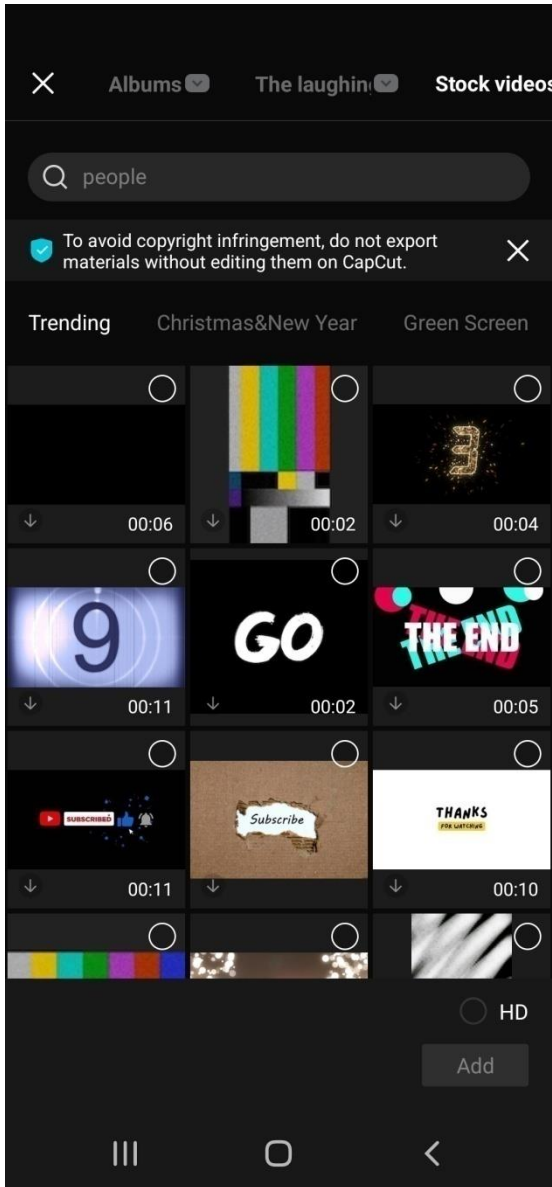 Albums
The laughin
Stock videos
people
To avoid copyright infringement, do not export
materials without editing them on CapCut.
Trending
Christmas&New Year
Green Screen
3
00:06
00:02
00:04
9
GO
THE END
00:11
00:02
00:05
SUBSCRIBED
Subscribe
THANKS
FOR WATCHING
00:11
00:10
HD
Add